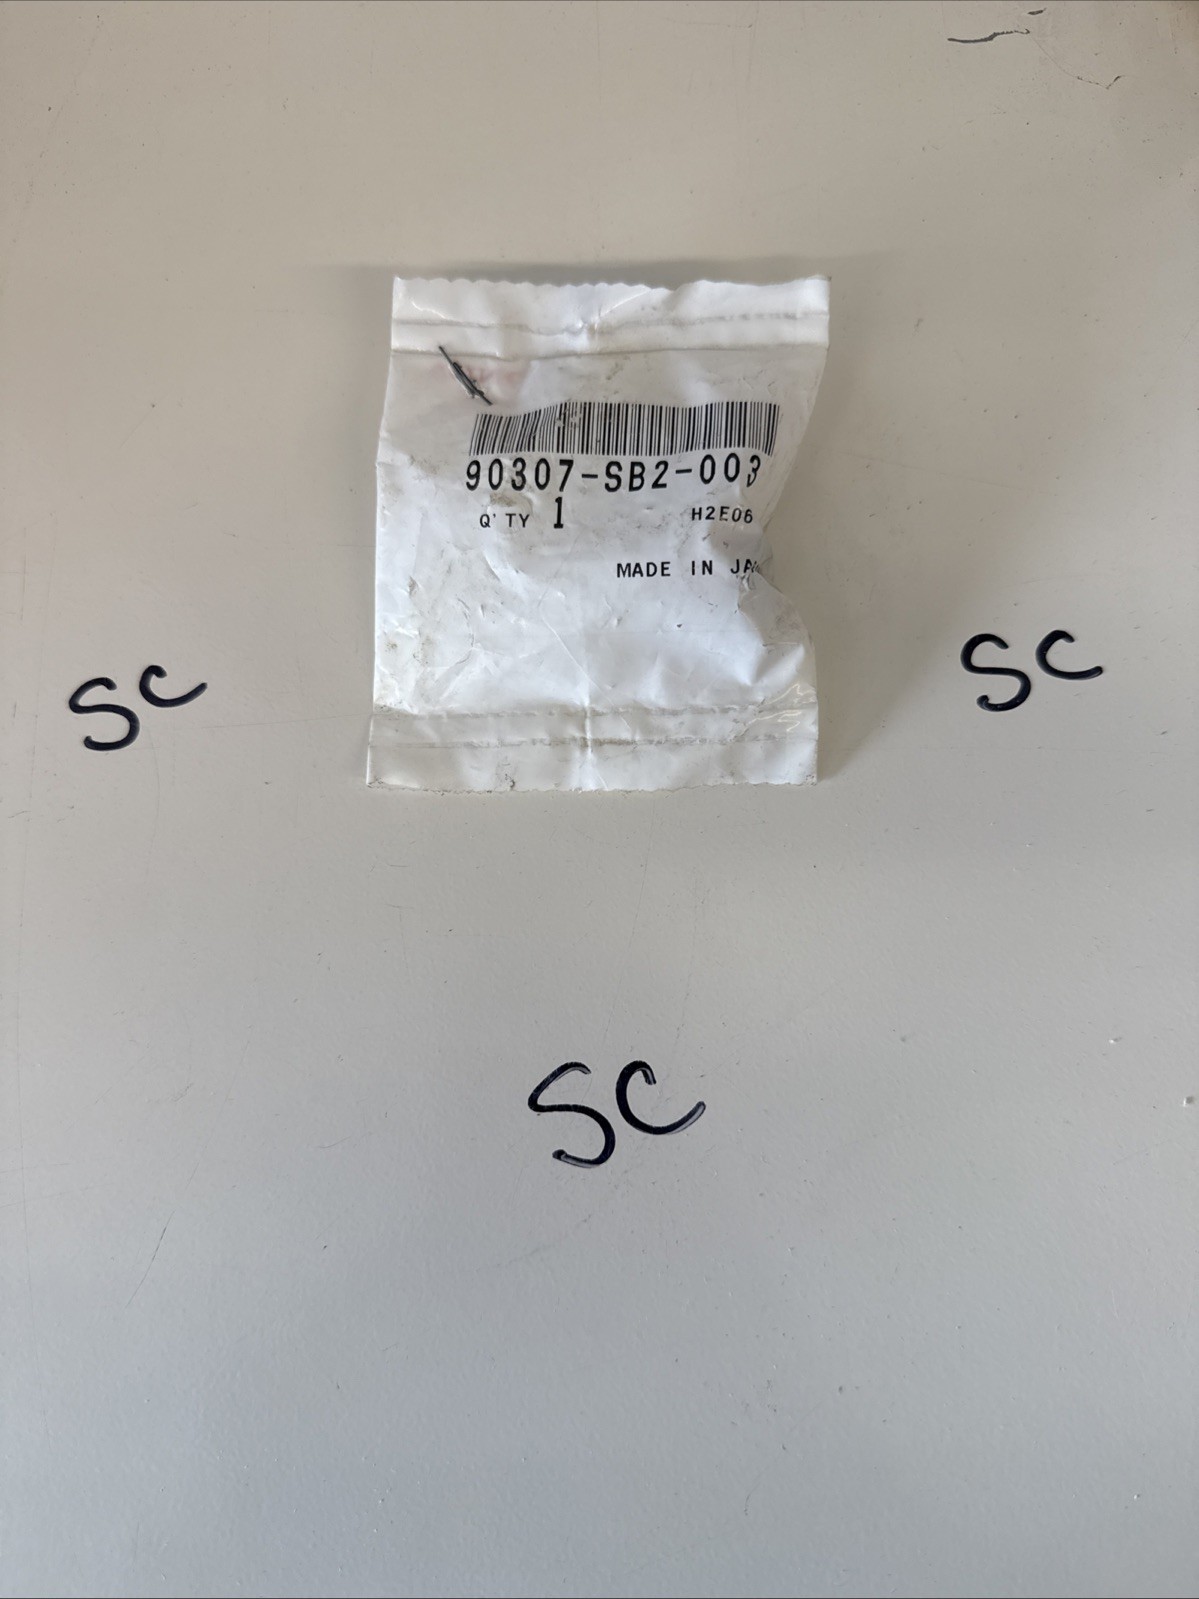 90307-SB2-003
Q'TY 1 H2E06
MADE IN JA
SC
SC
SC